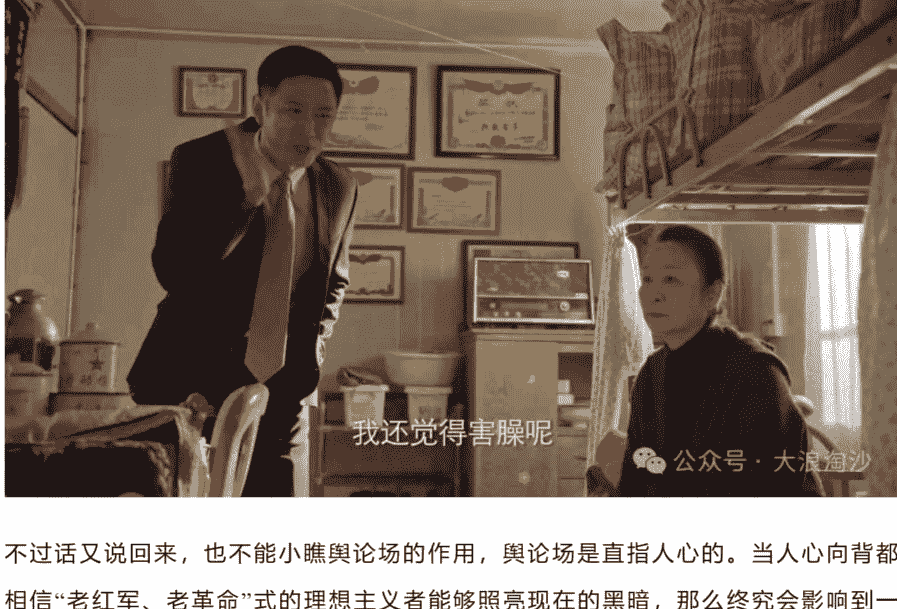 我还觉得害臊呢
公众号·大浪淘沙
不过话又说回来，也不能小瞧舆论场的作用，舆论场是直指人心的。当人心向背都
相信“老红军、老革命”式的理想主义者能够照亮现在的黑暗，那么终究会影响到一